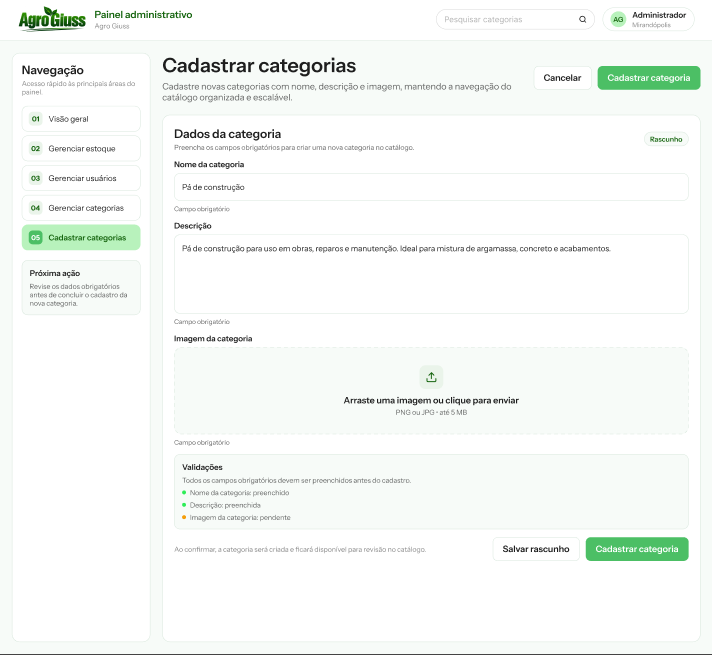 AgroGiuss
Painel administrativo
Agro Giuss
Pesquisar categorias
AG
Administrador
Mirandópolis
Navegação
Acesso rápido às principais áreas do
painel.
01 Visão geral
02 Gerenciar estoque
03 Gerenciar usuários
04 Gerenciar categorias
05 Cadastrar categorias
Próxima ação
Revise os dados obrigatórios
antes de concluir o cadastro da
nova categoria.
Cadastrar categorias
Cadastre novas categorias com nome, descrição e imagem, mantendo a navegação do
catálogo organizada e escalável.
Cancelar
Cadastrar categoria
Dados da categoria
Preencha os campos obrigatórios para criar uma nova categoria no catálogo.
Rascunho
Nome da categoria
Pá de construção
Campo obrigatório
Descrição
Pá de construção para uso em obras, reparos e manutenção. Ideal para mistura de argamassa, concreto e acabamentos.
Campo obrigatório
Imagem da categoria
Arraste uma imagem ou clique para enviar
PNG ou JPG • até 5 MB
Campo obrigatório
Validações
Todos os campos obrigatórios devem ser preenchidos antes do cadastro.
Nome da categoria: preenchido
Descrição: preenchida
Imagem da categoria: pendente
Ao confirmar, a categoria será criada e ficará disponível para revisão no catálogo.
Salvar rascunho
Cadastrar categoria